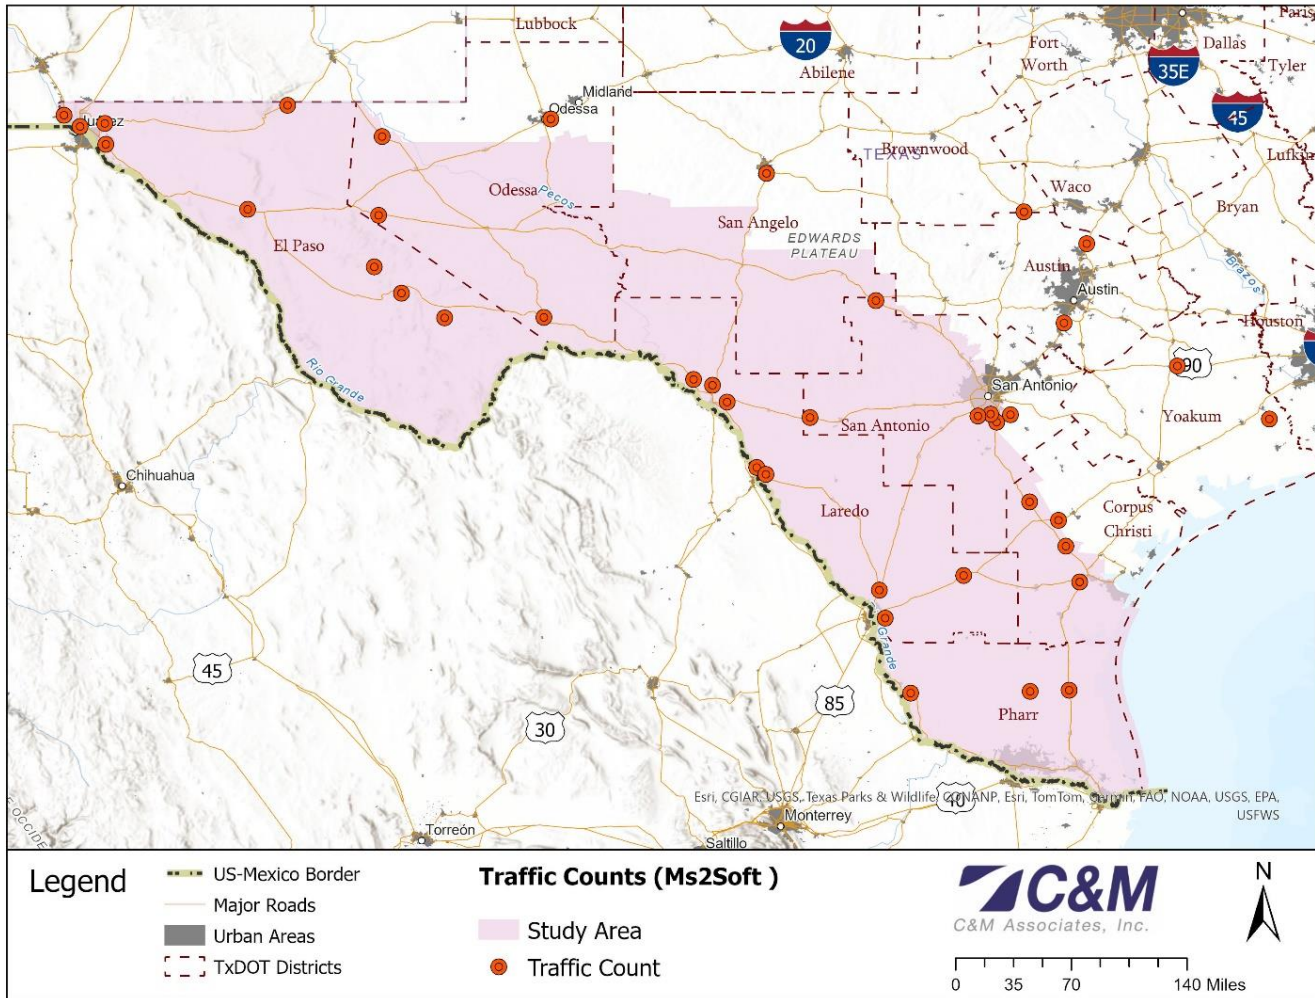 Lubbock
20
Fort
Worth
Dallas
Paris
35E
Tyler
Abilene
Midland
Odessa
45
Juárez
TEXAS
Brownwood
Lufkin
Waco
Bryan
Odessa
Pecos
San Angelo
EDWARDS
PLATEAU
El Paso
Austin
Austin
Brazos
Houston
90
Rio Grande
San Antonio
San Antonio
Yoakum
Chihuahua
Laredo
Corpus
Christi
Grande
45
85
30
Pharr
40
Esri, CGIAR, USGS, Texas Parks & Wildlife, CONANP, Esri, TomTom, Garmin, FAO, NOAA, USGS, EPA,
USFWS
Monterrey
Torreón
Saltillo
OCCIDE
Legend
US-Mexico Border
Major Roads
Urban Areas
TxDOT Districts
Traffic Counts (Ms2Soft )
Study Area
Traffic Count
C&M
C&M Associates, Inc.
N
0 35 70 140 Miles